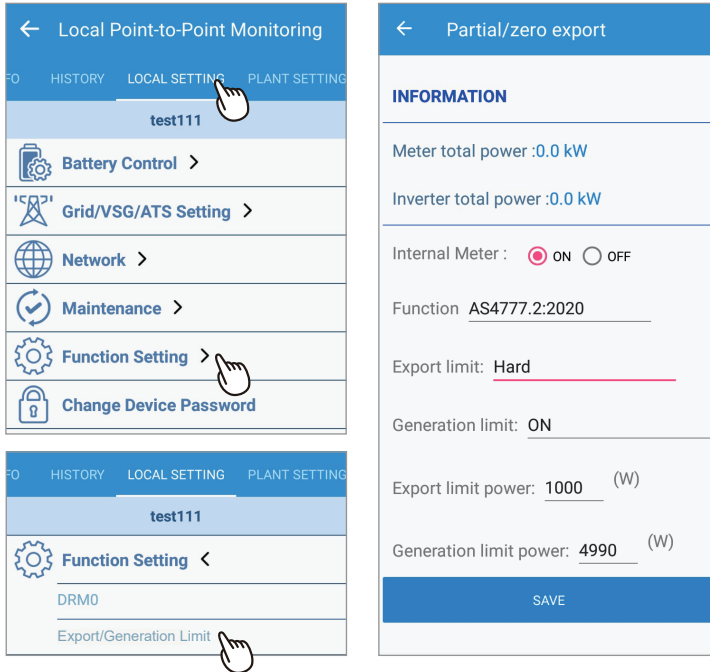 Local Point-to-Point Monitoring
FO HISTORY LOCAL SETTING PLANT SETTING
test111
Battery Control >
Grid/VSG/ATS Setting >
Network >
Maintenance >
Function Setting >
Change Device Password
FO HISTORY LOCAL SETTING PLANT SETTING
test111
Function Setting <
DRM0
Export/Generation Limit
Partial/zero export
INFORMATION
Meter total power :0.0 kW
Inverter total power :0.0 kW
Internal Meter : ON OFF
Function AS4777.2:2020
Export limit: Hard
Generation limit: ON
Export limit power: 1000 (W)
Generation limit power: 4990 (W)
SAVE